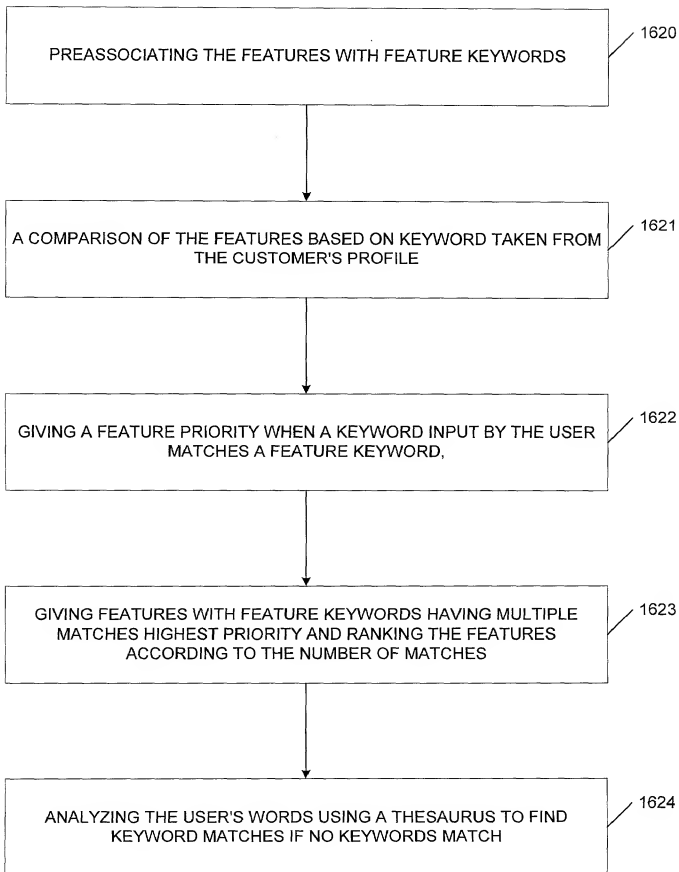 PREASSOCIATING THE FEATURES WITH FEATURE KEYWORDS
1620
A COMPARISON OF THE FEATURES BASED ON KEYWORD TAKEN FROM
THE CUSTOMER'S PROFILE
1621
GIVING A FEATURE PRIORITY WHEN A KEYWORD INPUT BY THE USER
MATCHES A FEATURE KEYWORD,
1622
GIVING FEATURES WITH FEATURE KEYWORDS HAVING MULTIPLE
MATCHES HIGHEST PRIORITY AND RANKING THE FEATURES
ACCORDING TO THE NUMBER OF MATCHES
1623
ANALYZING THE USER'S WORDS USING A THESAURUS TO FIND
KEYWORD MATCHES IF NO KEYWORDS MATCH
1624